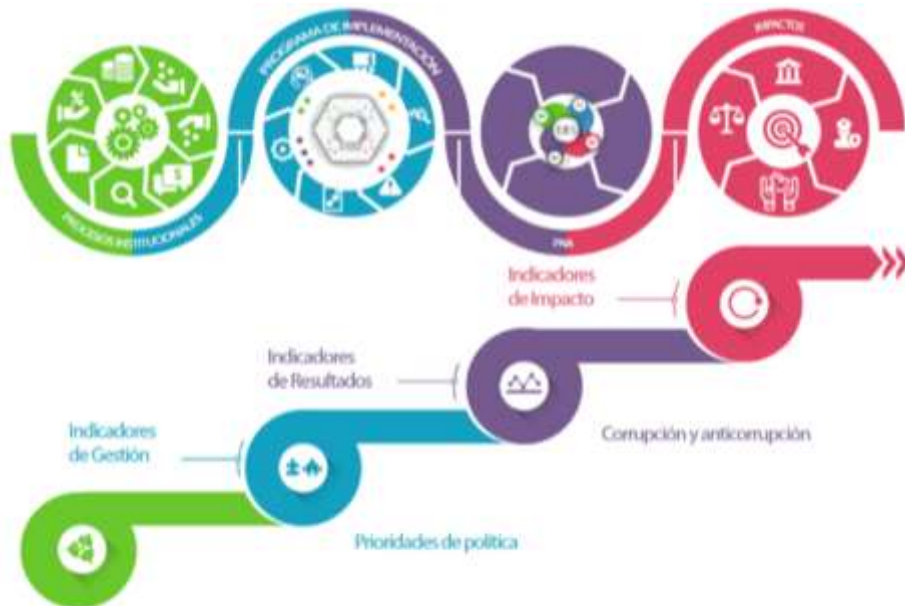 PROCESOS INSTITUCIONALES
PROGRAMA DE IMPLEMENTACIÓN
PNA
IMPACTOS
Indicadores
de Impacto
Indicadores
de Resultados
Corrupción y anticorrupción
Indicadores
de Gestión
Prioridades de política